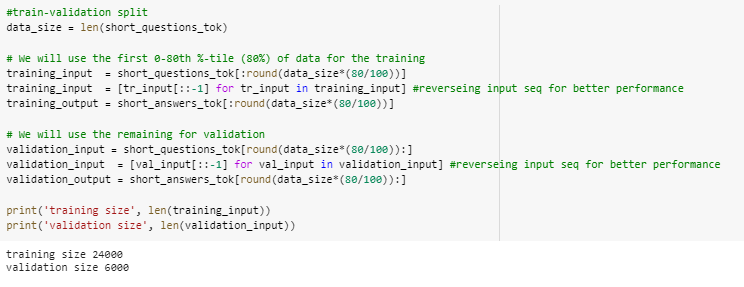 #train-validation split
data_size = len(short_questions_tok)
# We will use the first 0-80th %-tile (80%) of data for the training
training_input  = short_questions_tok[:round(data_size*(80/100))]
training_input  = [tr_input[::-1] for tr_input in training_input] #reverseing input seq for better performance
training_output = short_answers_tok[:round(data_size*(80/100))]
# We will use the remaining for validation
validation_input = short_questions_tok[round(data_size*(80/100)):]
validation_input  = [val_input[::-1] for val_input in validation_input] #reverseing input seq for better performance
validation_output = short_answers_tok[round(data_size*(80/100)):]
print('training size', len(training_input))
print('validation size', len(validation_input))
training size 24000
validation size 6000